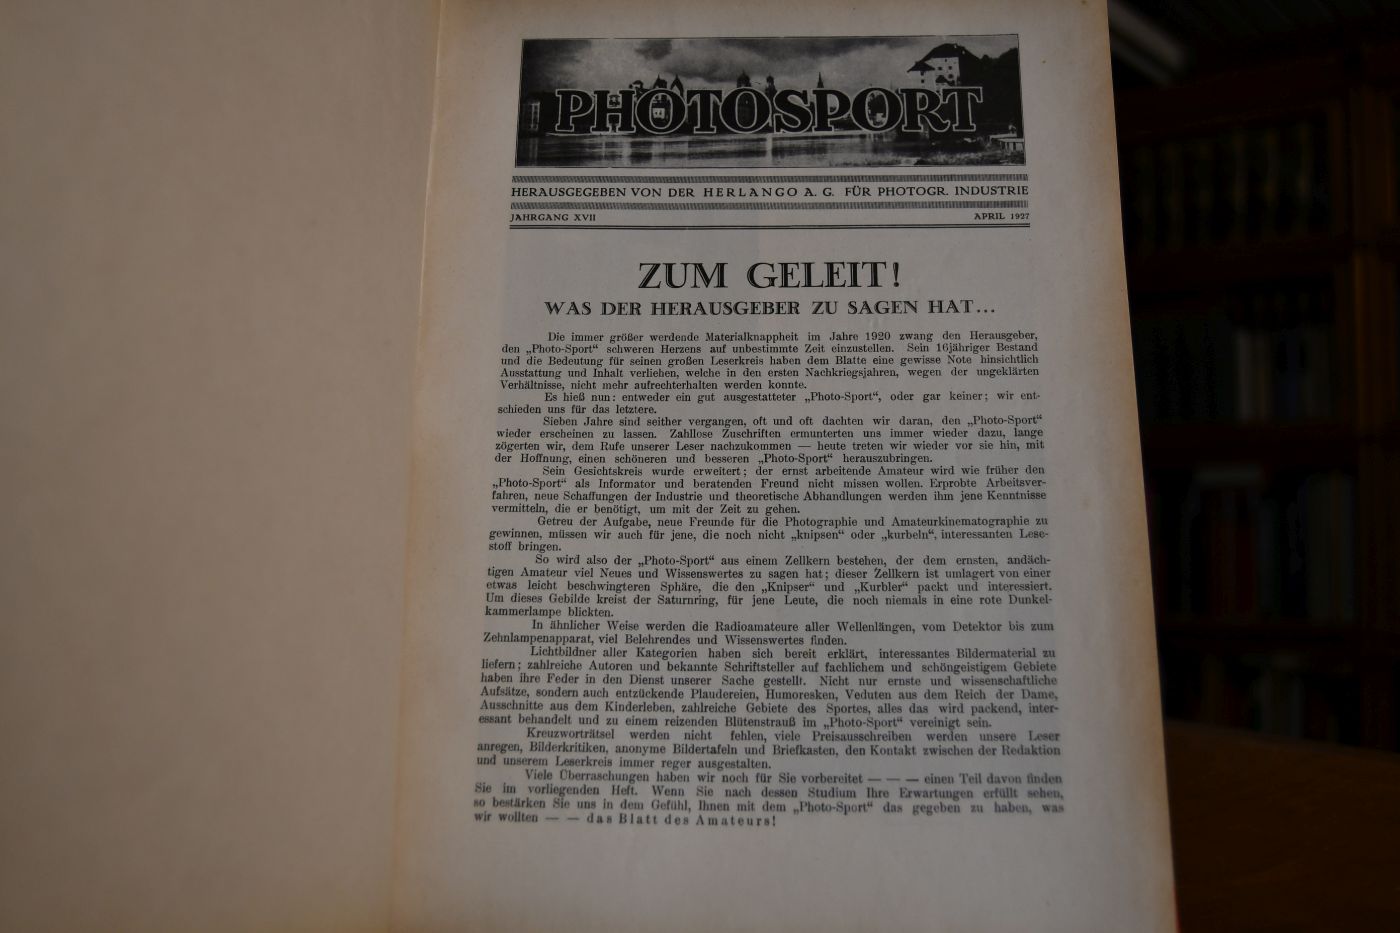 PHOTOSPORT
HERAUSGEGEBEN VON DER HERLANGO A. G. FÜR PHOTOGR. INDUSTRIE
JAHRGANG XVII APRIL 1927
ZUM GELEIT!
WAS DER HERAUSGEBER ZU SAGEN HAT...
Die immer größer werdende Materialknappheit im Jahre 1920 zwang den Herausgeber,
den „Photo-Sport“ schweren Herzens auf unbestimmte Zeit einzustellen. Sein 16jähriger Bestand
und die Bedeutung für seinen großen Leserkreis haben dem Blatte eine gewisse Note hinsichtlich
Ausstattung und Inhalt verliehen, welche in den ersten Nachkriegsjahren, wegen der ungeklärten
Verhältnisse, nicht mehr aufrechterhalten werden konnte.
Es hieß nun: entweder ein gut ausgestatteter „Photo-Sport“, oder gar keiner; wir ent-
schieden uns für das letztere.
Sieben Jahre sind seither vergangen, oft und oft dachten wir daran, den „Photo-Sport“
wieder erscheinen zu lassen. Zahllose Zuschriften ermunterten uns immer wieder dazu, lange
zögerten wir, dem Rufe unserer Leser nachzukommen — heute treten wir wieder vor sie hin, mit
der Hoffnung, einen schöneren und besseren „Photo-Sport“ herauszubringen.
Sein Gesichtskreis wurde erweitert; der ernst arbeitende Amateur wird wie früher den
„Photo-Sport“ als Informator und beratenden Freund nicht missen wollen. Erprobte Arbeitsver-
fahren, neue Schaffungen der Industrie und theoretische Abhandlungen werden ihm jene Kenntnisse
vermitteln, die er benötigt, um mit der Zeit zu gehen.
Getreu der Aufgabe, neue Freunde für die Photographie und Amateurkinematographie zu
gewinnen, müssen wir auch für jene, die noch nicht „knipsen“ oder „kurbeln“, interessanten Lese-
stoff bringen.
So wird also der „Photo-Sport“ aus einem Zellkern bestehen, der dem ernsten, andäch-
tigen Amateur viel Neues und Wissenswertes zu sagen hat; dieser Zellkern ist umlagert von einer
etwas leicht beschwingteren Sphäre, die den „Knipser“ und „Kurbler“ packt und interessiert.
Um dieses Gebilde kreist der Saturnring, für jene Leute, die noch niemals in eine rote Dunkel-
kammerlampe blickten.
In ähnlicher Weise werden die Radioamateure aller Wellenlängen, vom Detektor bis zum
Zehnlampenapparat, viel Belehrendes und Wissenswertes finden.
Lichtbildner aller Kategorien haben sich bereit erklärt, interessantes Bildermaterial zu
liefern; zahlreiche Autoren und bekannte Schriftsteller auf fachlichem und schöngeistigem Gebiete
haben ihre Feder in den Dienst unserer Sache gestellt. Nicht nur ernste und wissenschaftliche
Aufsätze, sondern auch entzückende Plaudereien, Humoresken, Veduten aus dem Reich der Dame,
Ausschnitte aus dem Kinderleben, zahlreiche Gebiete des Sportes, alles das wird packend, inter-
essant behandelt und zu einem reizenden Blütenstrauß im „Photo-Sport“ vereinigt sein.
Kreuzworträtsel werden nicht fehlen, viele Preisausschreiben werden unsere Leser
anregen, Bilderkritiken, anonyme Bildertafeln und Briefkasten, den Kontakt zwischen der Redaktion
und unserem Leserkreis immer reger ausgestalten.
Viele Überraschungen haben wir noch für Sie vorbereitet — — — einen Teil davon finden
Sie im vorliegenden Heft. Wenn Sie nach dessen Studium Ihre Erwartungen erfüllt sehen,
so bestärken Sie uns in dem Gefühl, Ihnen mit dem „Photo-Sport“ das gegeben zu haben, was
wir wollten — — das Blatt des Amateurs!